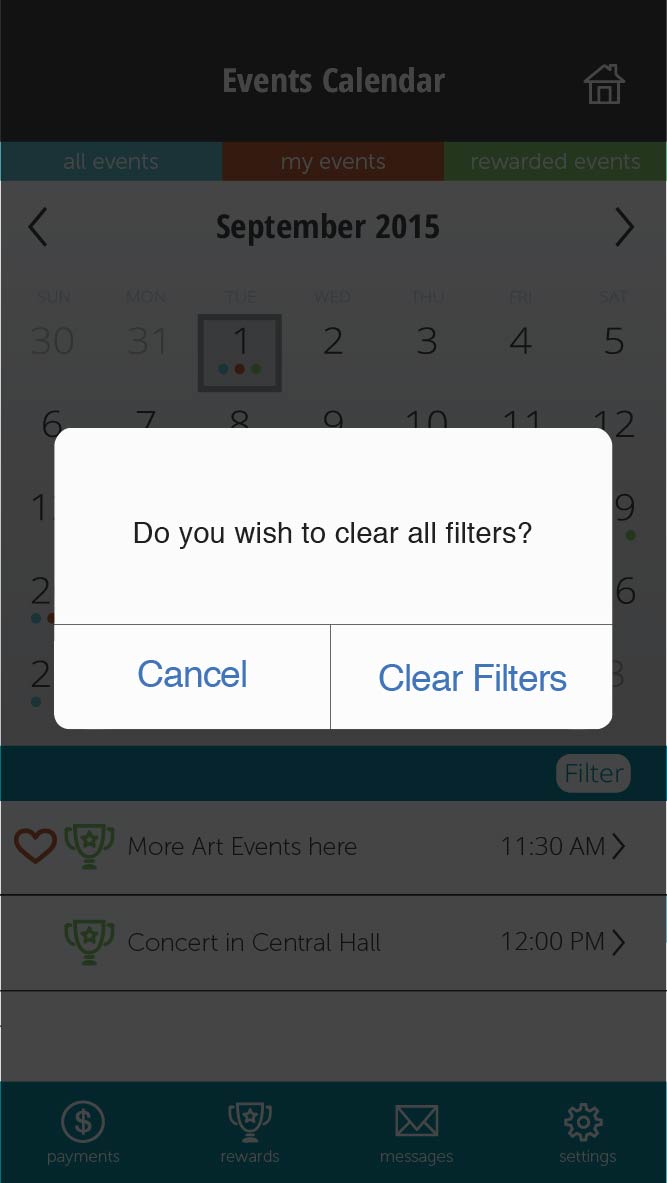 Events Calendar
all events my events rewarded events
September 2015
SUN MON TUE WED THU FRI SAT
30 31 1 2 3 4 5
6 7 8 9 10 11 12
Do you wish to clear all filters?
Cancel Clear Filters
Filter
More Art Events here 11:30 AM
Concert in Central Hall 12:00 PM
payments rewards messages settings